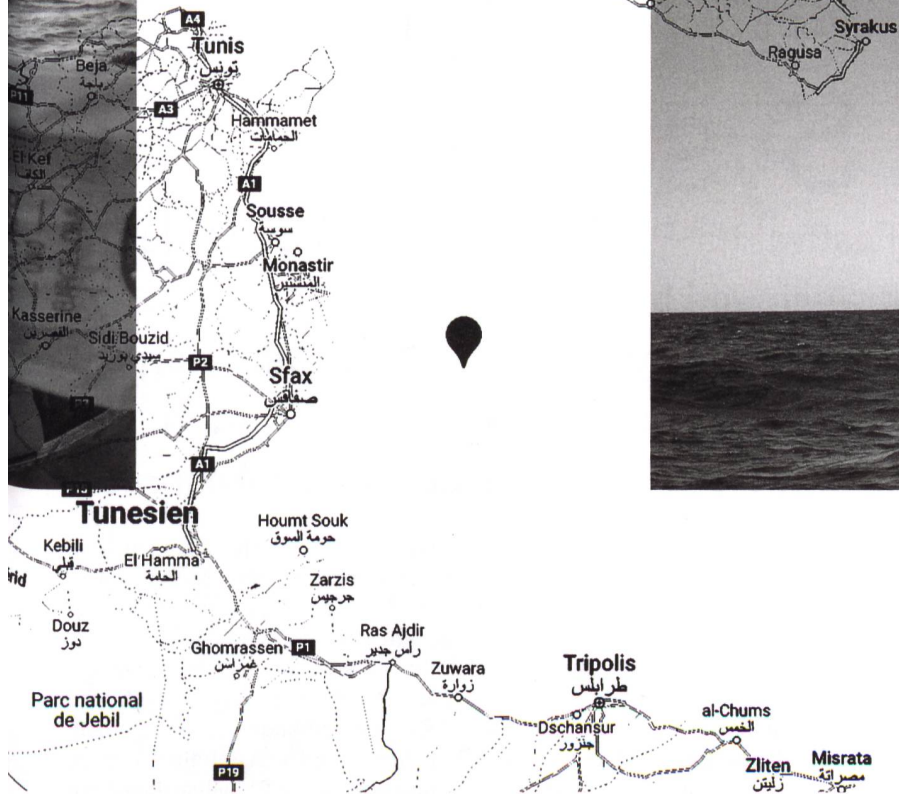 A4
Tunis
تونس
Syrakus
Ragusa
Beja
باجة
P11
A3
Hammamet
الحمامات
El Kef
الكاف
A1
Sousse
سوسة
Monastir
المنستير
Kasserine
القصرين
Sidi Bouzid
سيدي بوزيد
P2
Sfax
صفاقس
A1
P15
Tunesien
Houmt Souk
حومة السوق
Kebili
قبلي
El Hamma
الحامة
Zarzis
جرجيس
Douz
دوز
Ras Ajdir
رأس جدير
Ghomrassen
غمراسن
P1
Zuwara
زوارة
Tripolis
طرابلس
Parc national
de Jebil
Dschansur
جنزور
al-Chums
الخمس
Zliten
زليتن
Misrata
مصراتة
P19